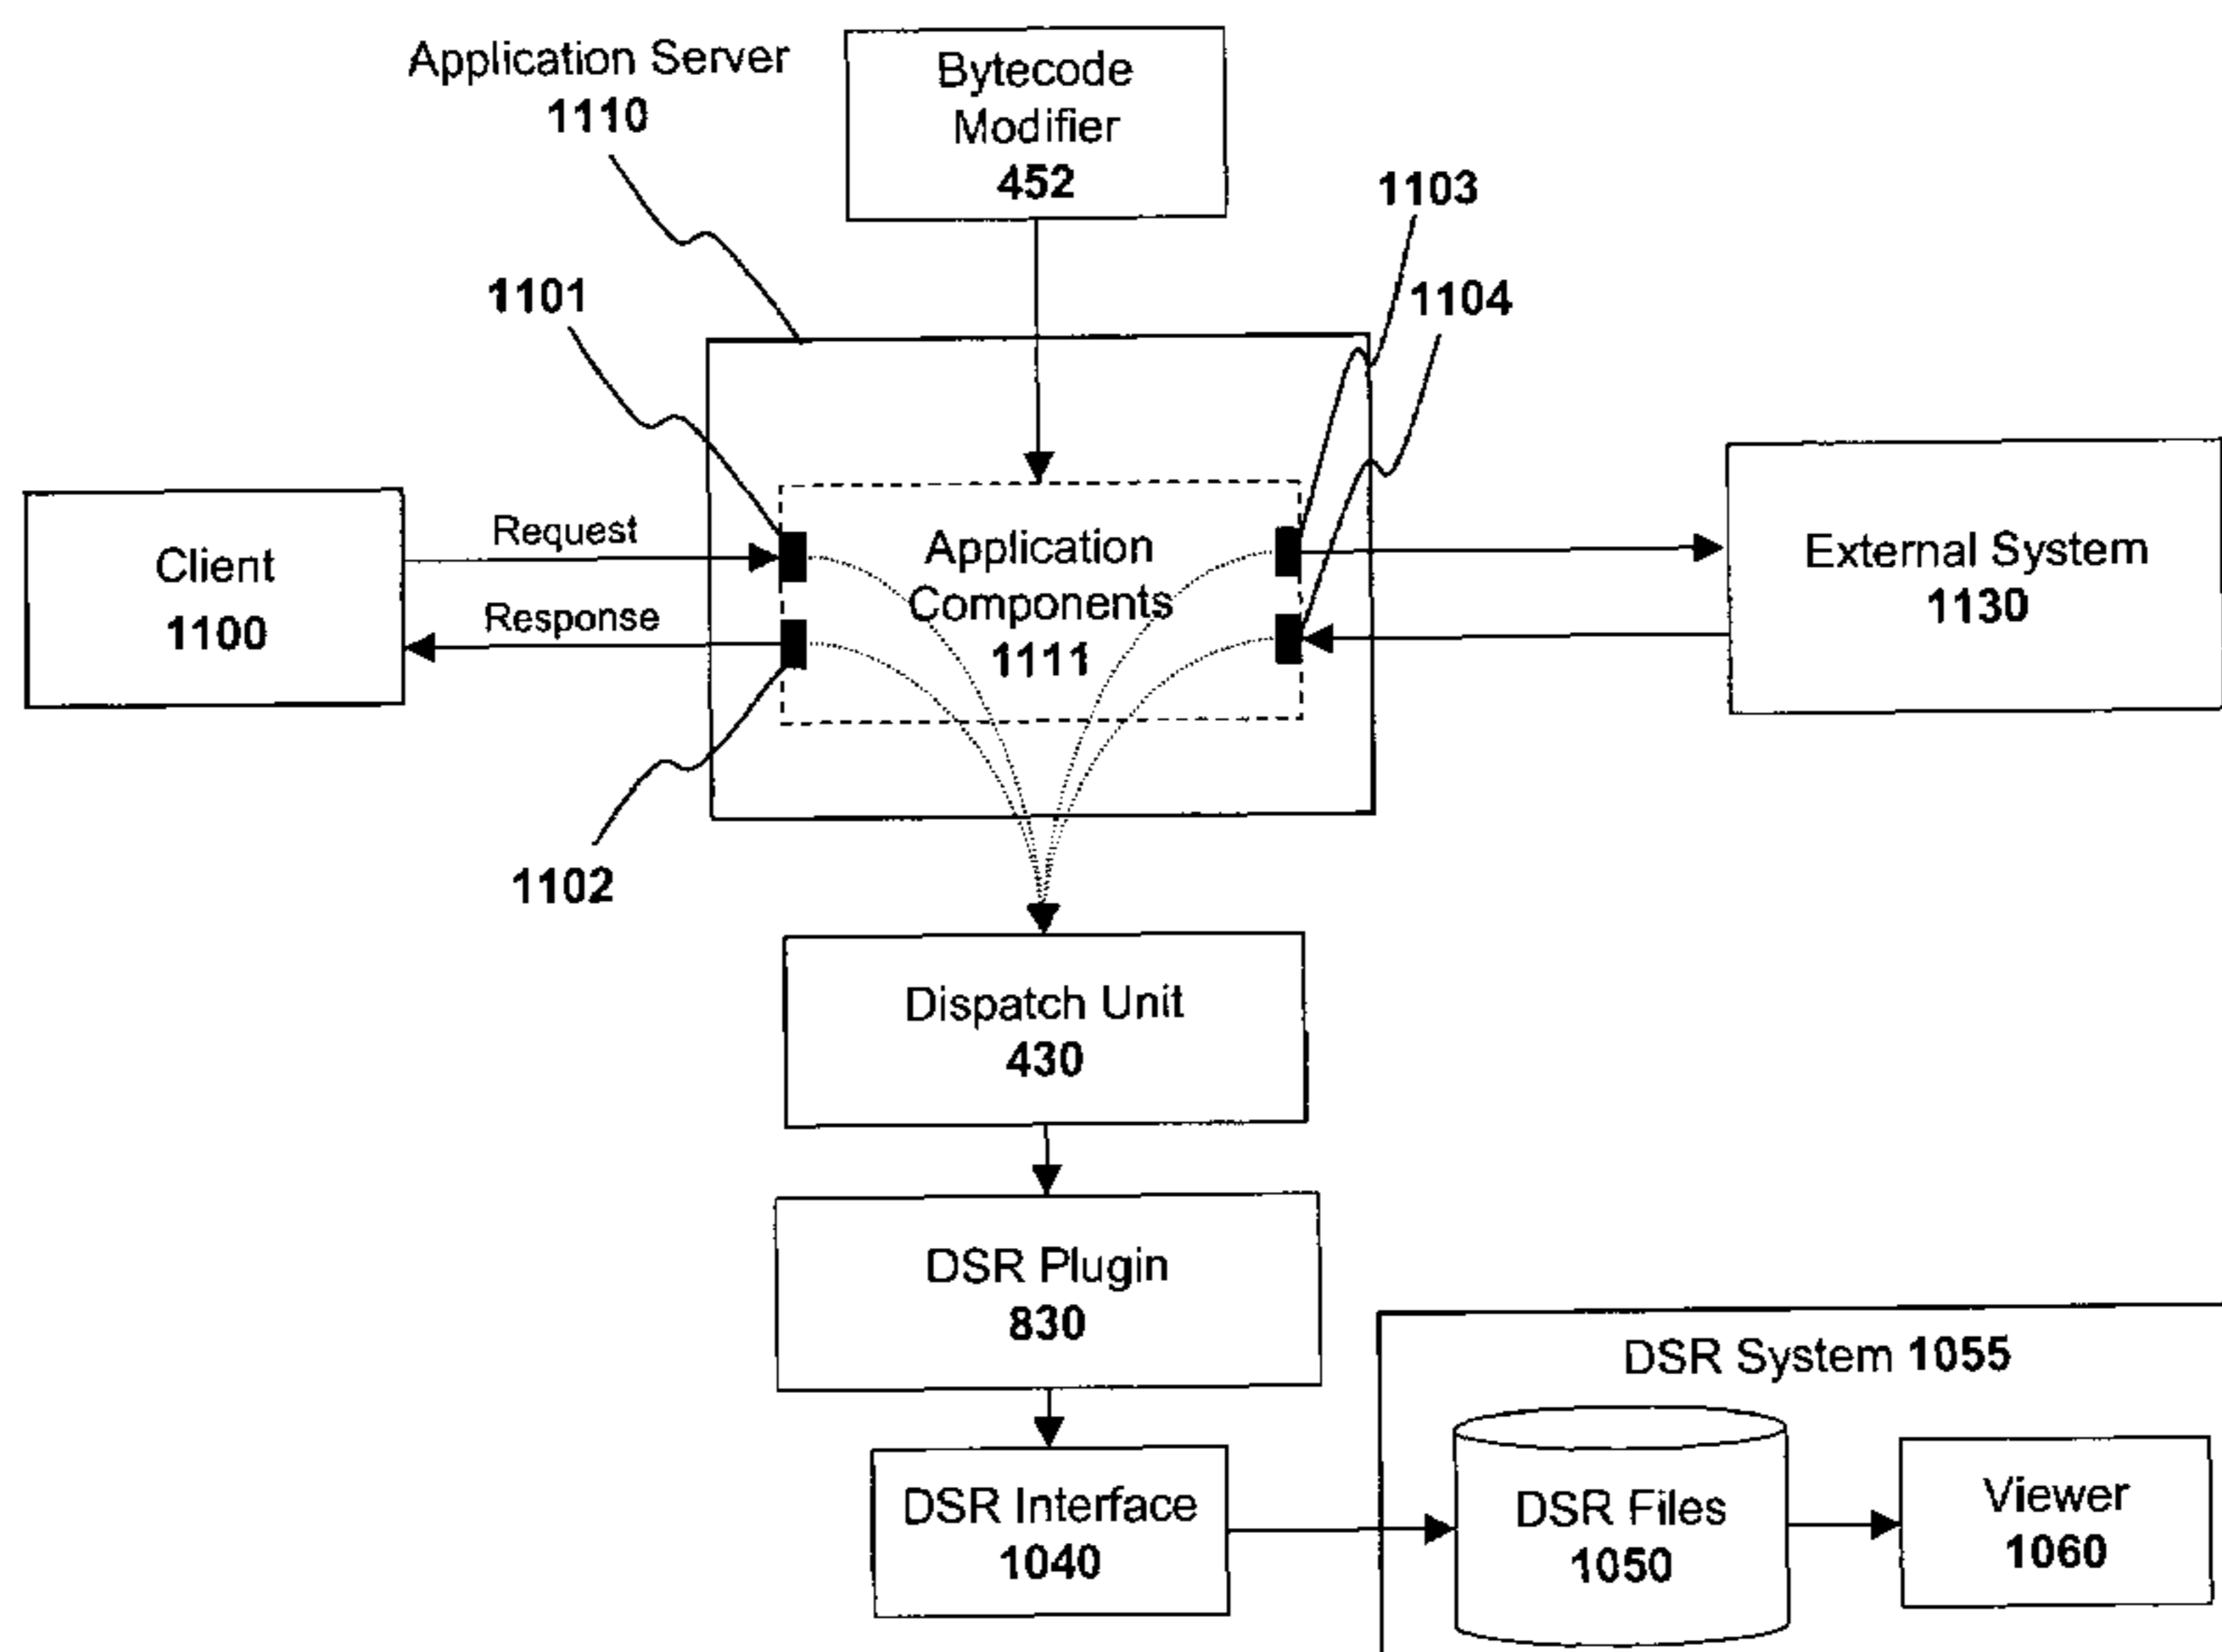 Application Server
1110
Bytecode
Modifier
452
1103
1101
1104
Client
1100
Request
Response
Application
Components
1111
External System
1130
1102
Dispatch Unit
430
DSR Plugin
830
DSR System 1055
DSR Interface
1040
DSR Files
1050
Viewer
1060